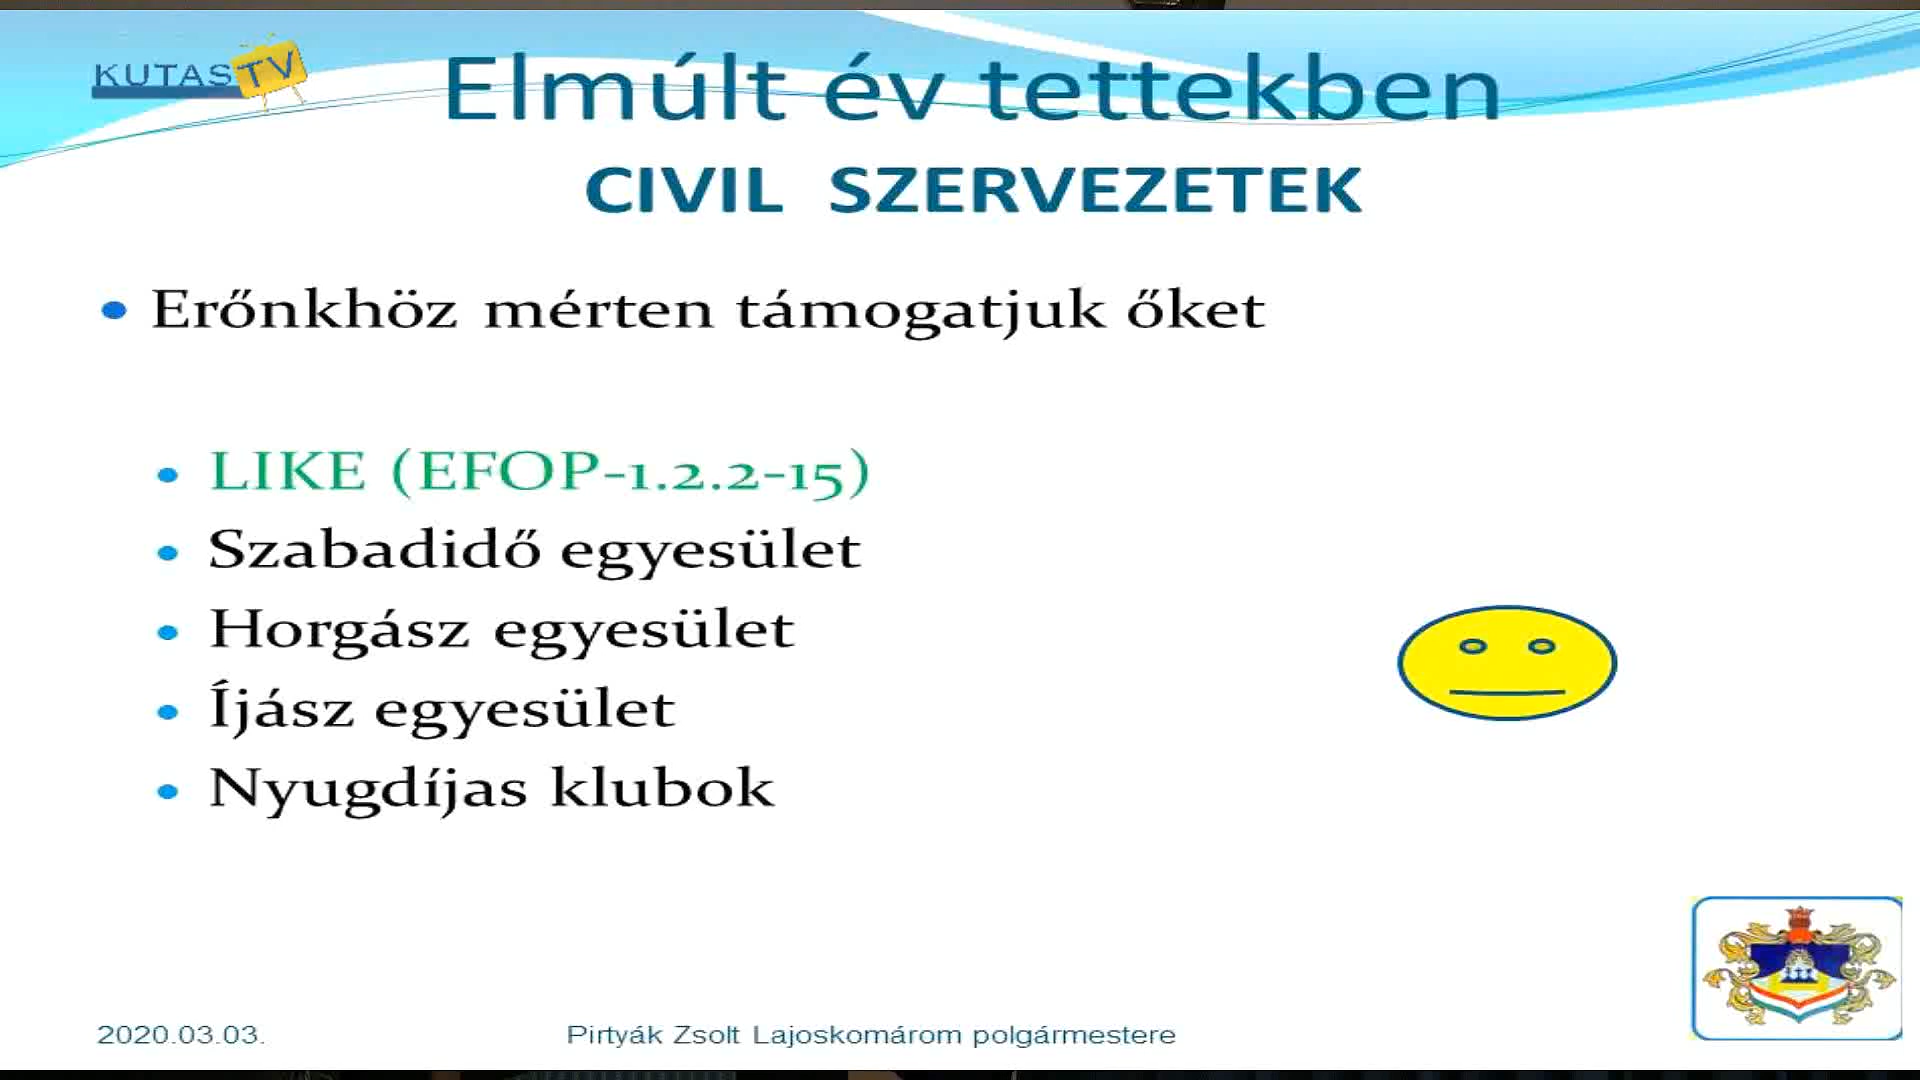 KUTAS TV
Elmúlt év tettekben
CIVIL SZERVEZETEK
• Erőnkhöz mérten támogatjuk őket
• LIKE (EFOP-1.2.2-15)
• Szabadidő egyesület
• Horgász egyesület
• Íjász egyesület
• Nyugdíjas klubok
2020.03.03.
Pirtyák Zsolt Lajoskomárom polgármestere